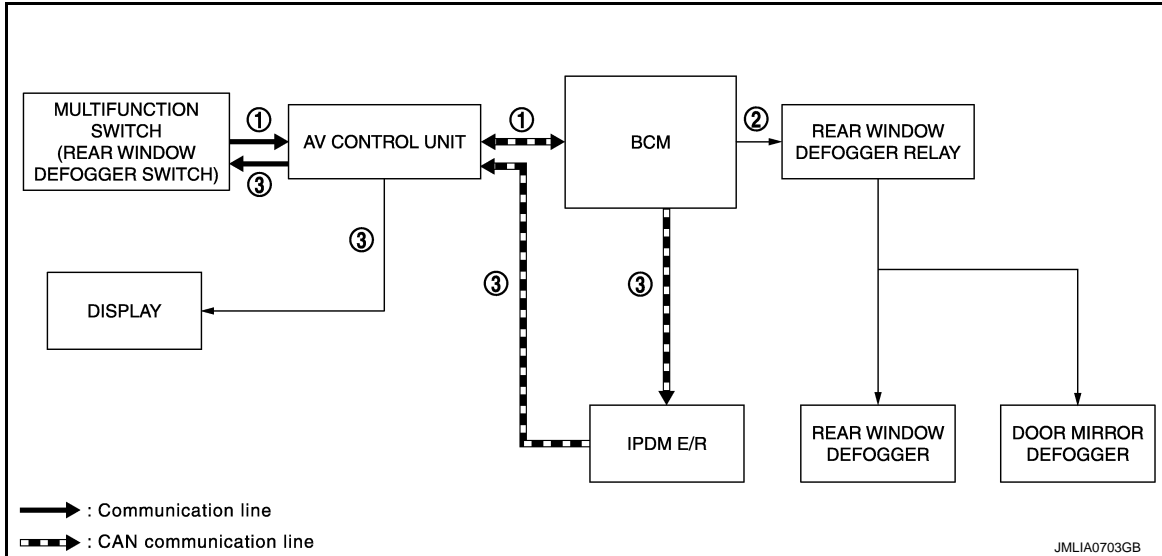 MULTIFUNCTION
SWITCH
(REAR WINDOW
DEFOGGER SWITCH)
①
③
AV CONTROL UNIT
①
BCM
②
REAR WINDOW
DEFOGGER RELAY
③
③
③
DISPLAY
IPDM E/R
REAR WINDOW
DEFOGGER
DOOR MIRROR
DEFOGGER
: Communication line
: CAN communication line
JMLIA0703GB